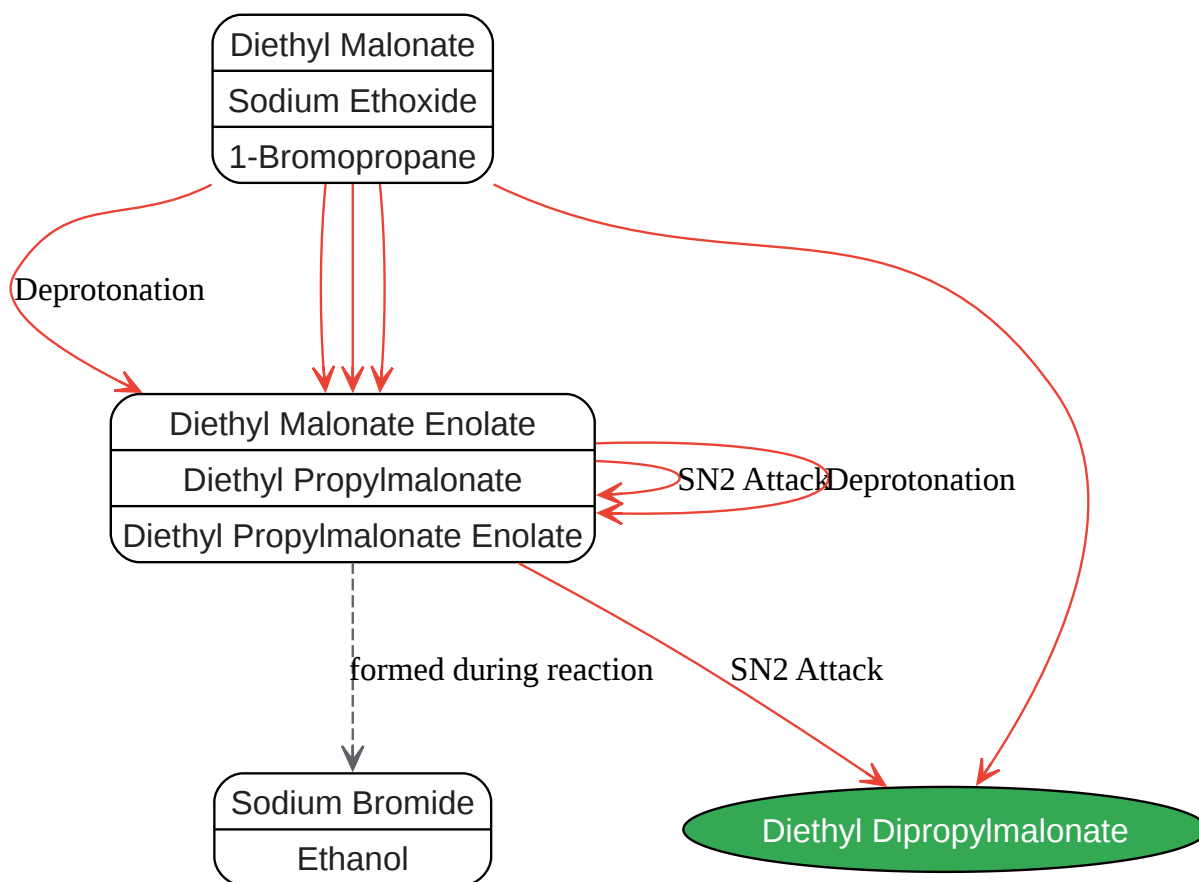 Diethyl Malonate
Sodium Ethoxide
1-Bromopropane
Deprotonation
Diethyl Malonate Enolate
Diethyl Propylmalonate
SN2 Attack
Deprotonation
Diethyl Propylmalonate Enolate
formed during reaction
SN2 Attack
Sodium Bromide
Diethyl Dipropylmalonate
Ethanol